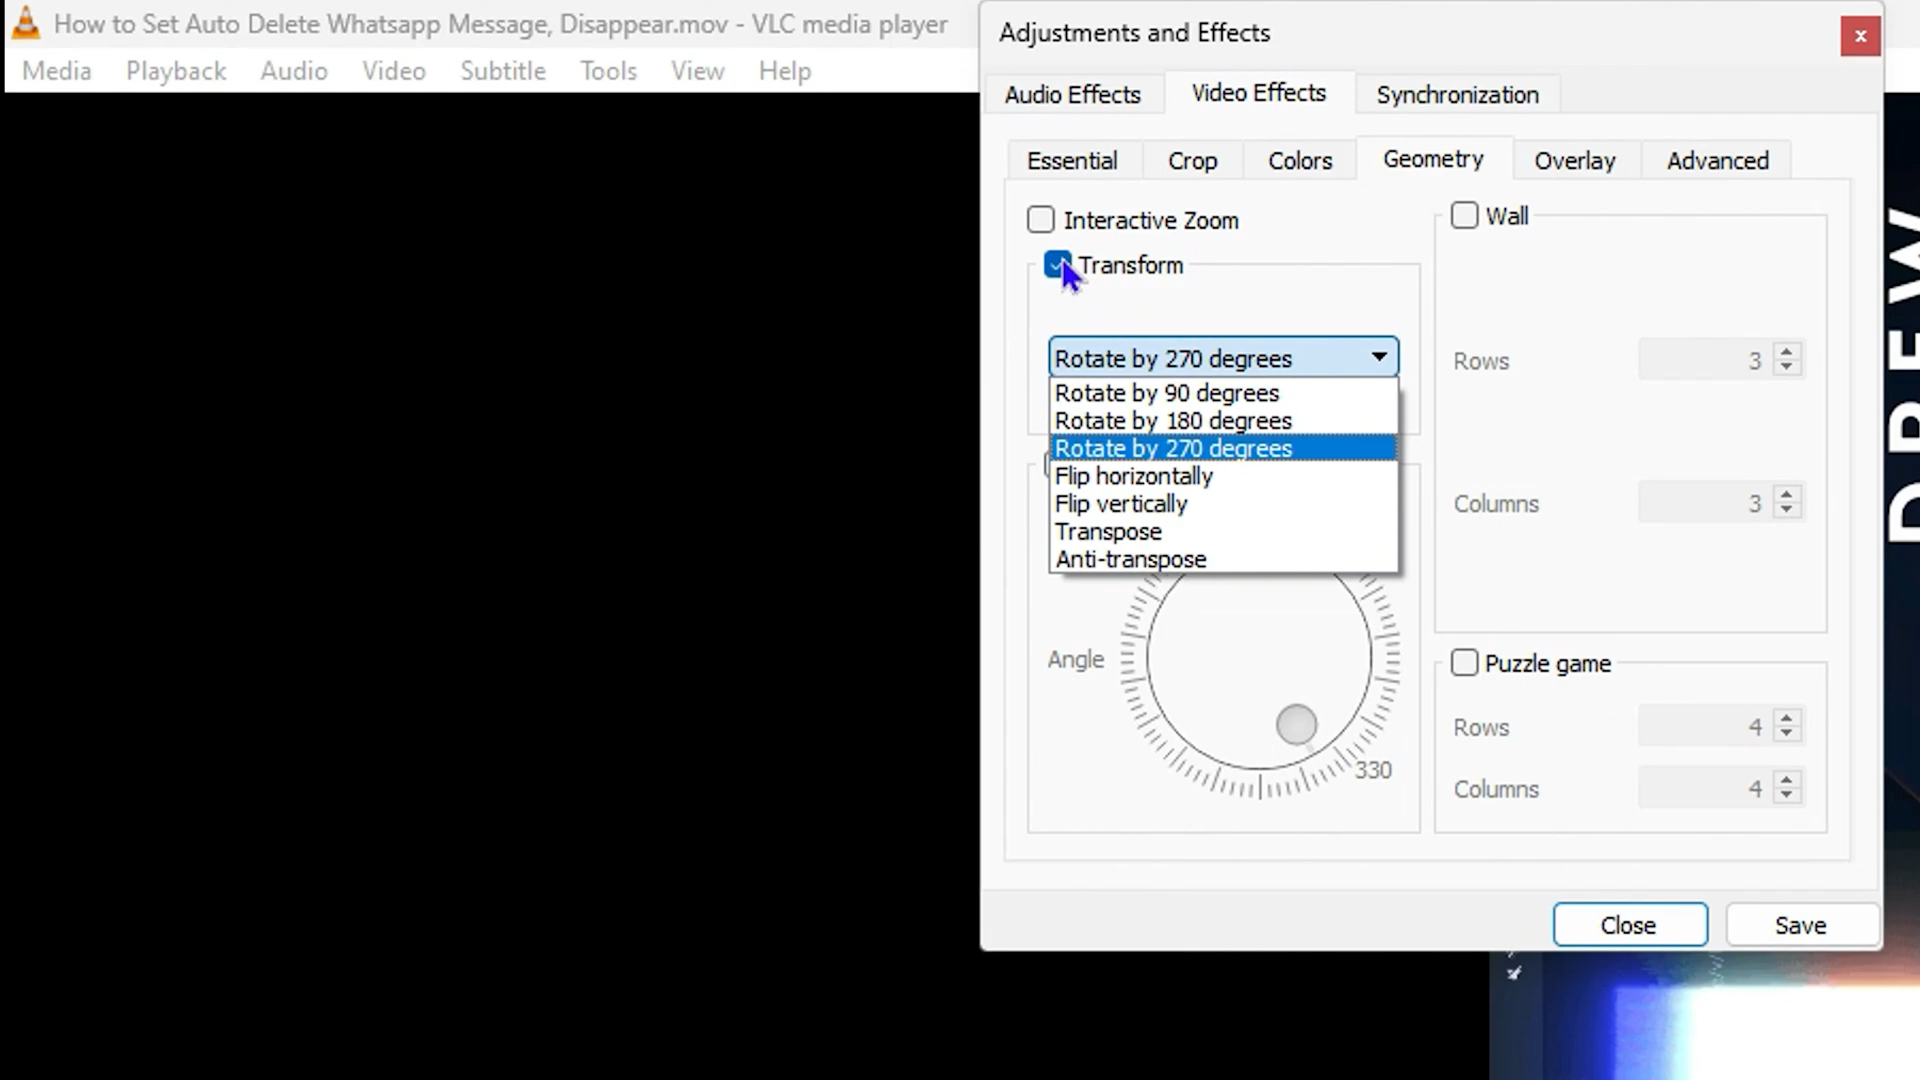 How to Set Auto Delete Whatsapp Message, Disappear.mov - VLC media player
Media Playback Audio Video Subtitle Tools View Help
Adjustments and Effects
x
Audio Effects Video Effects Synchronization
Essential Crop Colors Geometry Overlay Advanced
Interactive Zoom
Transform
Rotate by 270 degrees
Rotate by 90 degrees
Rotate by 180 degrees
Rotate by 270 degrees
Flip horizontally
Flip vertically
Transpose
Anti-transpose
Angle
330
Wall
Rows 3
Columns 3
Puzzle game
Rows 4
Columns 4
Close Save